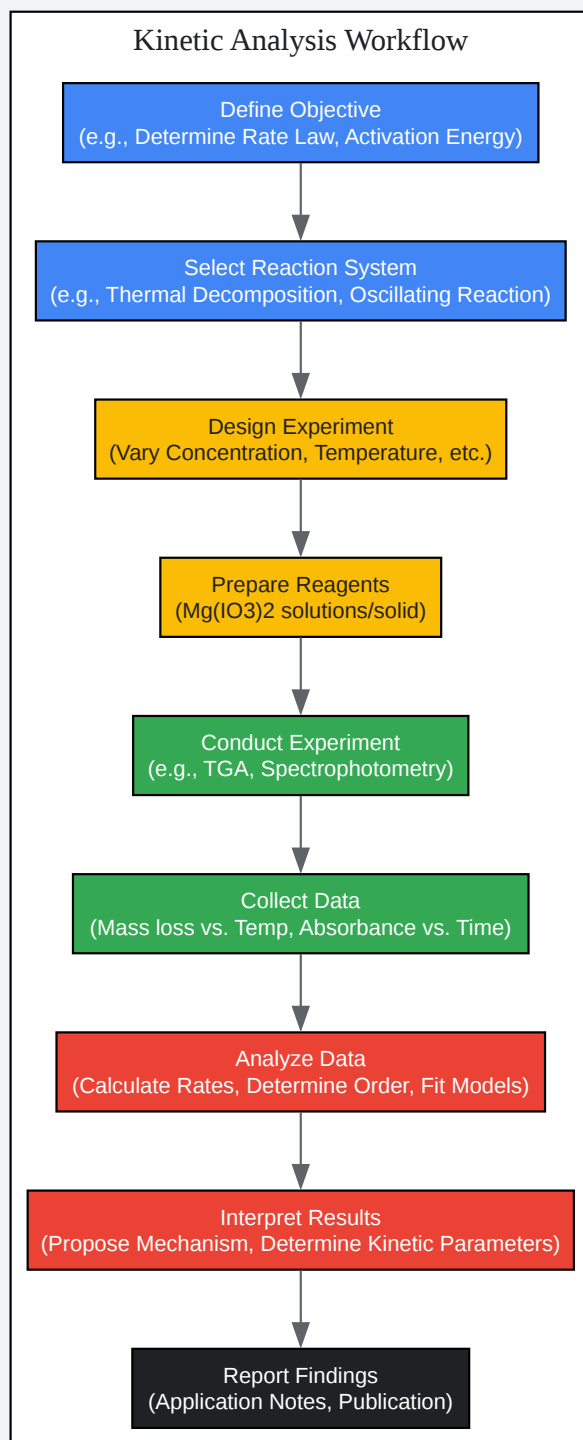 Kinetic Analysis Workflow
Define Objective
(e.g., Determine Rate Law, Activation Energy)
Select Reaction System
(e.g., Thermal Decomposition, Oscillating Reaction)
Design Experiment
(Vary Concentration, Temperature, etc.)
Prepare Reagents
(Mg(IO3)2 solutions/solid)
Conduct Experiment
(e.g., TGA, Spectrophotometry)
Collect Data
(Mass loss vs. Temp, Absorbance vs. Time)
Analyze Data
(Calculate Rates, Determine Order, Fit Models)
Interpret Results
(Propose Mechanism, Determine Kinetic Parameters)
Report Findings
(Application Notes, Publication)